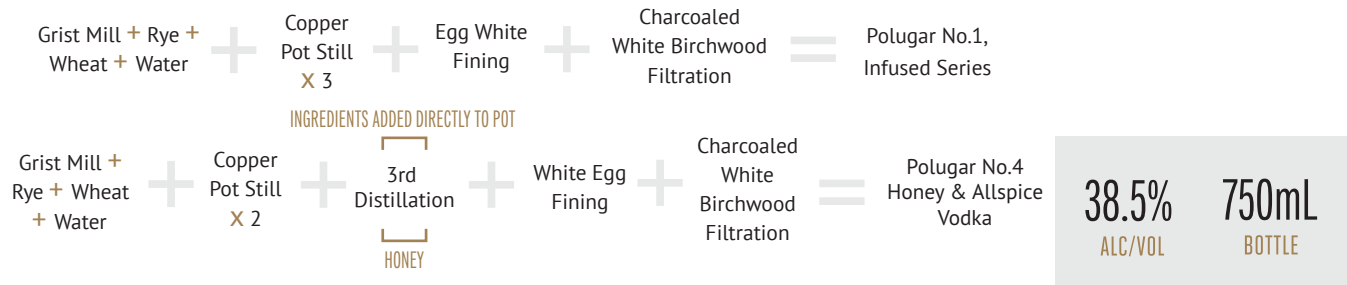 Grist Mill + Rye +
Wheat + Water
+
Copper
Pot Still
X 3
+
Egg White
Fining
+
Charcoaled
White Birchwood
Filtration
=
Polugar No.1,
Infused Series
INGREDIENTS ADDED DIRECTLY TO POT
Grist Mill +
Rye + Wheat
+ Water
+
Copper
Pot Still
X 2
+
3rd
Distillation
HONEY
+
White Egg
Fining
+
Charcoaled
White
Birchwood
Filtration
=
Polugar No.4
Honey & Allspice
Vodka
38.5%
ALC/VOL
750mL
BOTTLE